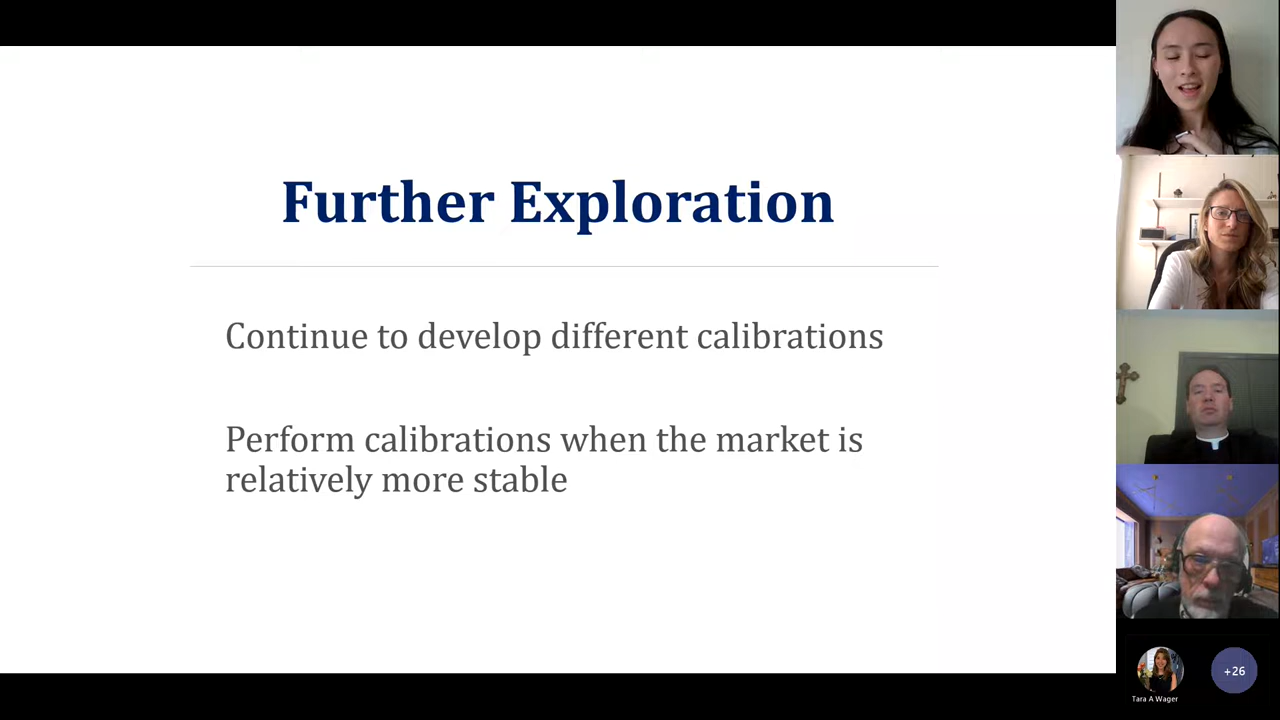 Further Exploration
Continue to develop different calibrations
Perform calibrations when the market is
relatively more stable
Tara A Wager
+26